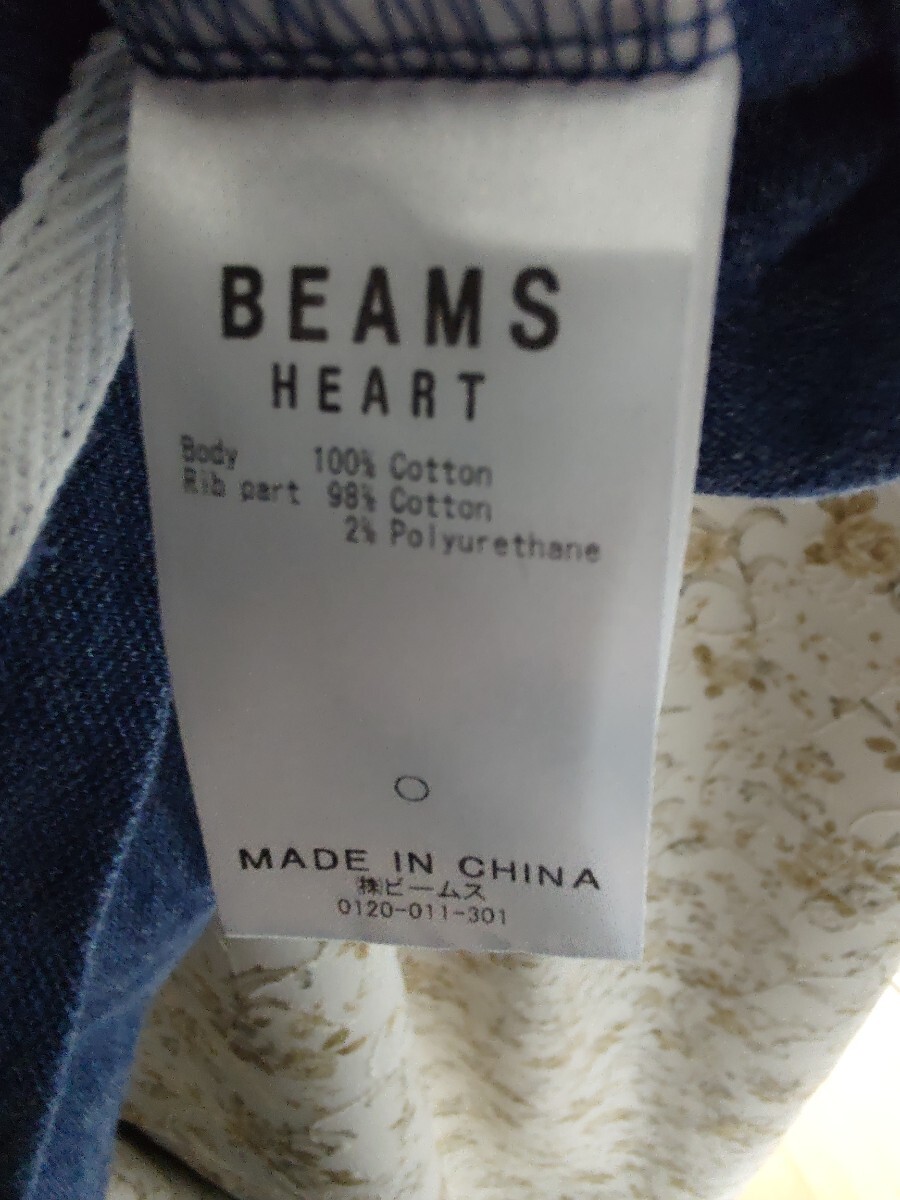 BEAMS
HEART
Body 100% Cotton
Rib part 98% Cotton
2% Polyurethane
MADE IN CHINA
㈱ビームス
0120-011-301